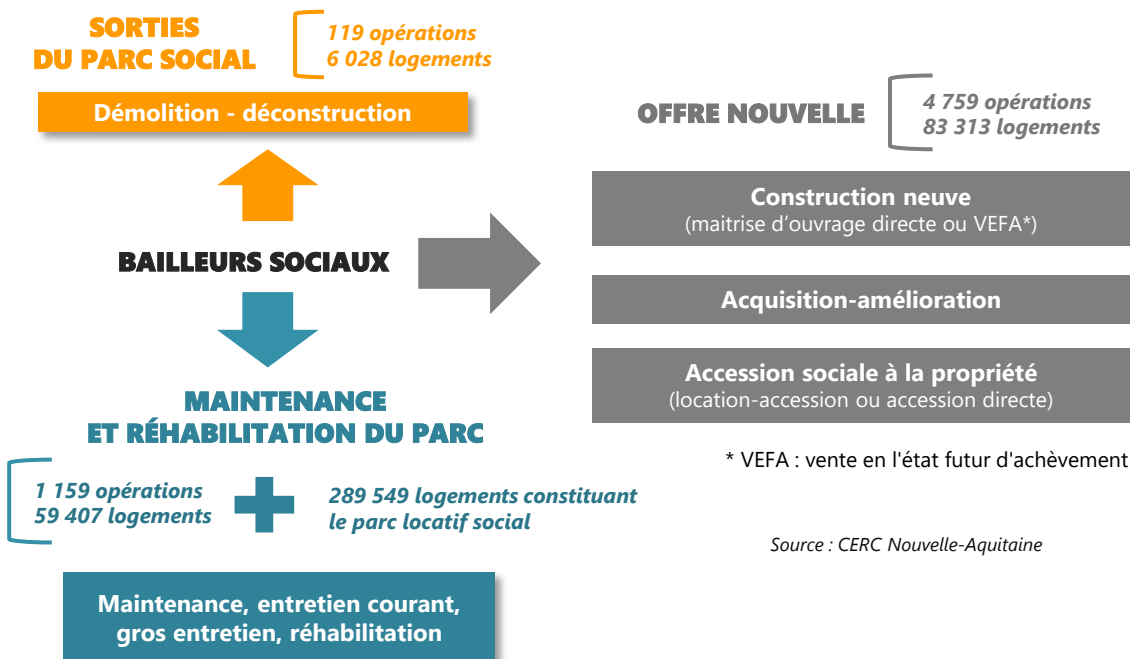 SORTIES
DU PARC SOCIAL
119 opérations
6 028 logements
Démolition - déconstruction
BAILLEURS SOCIAUX
MAINTENANCE
ET RÉHABILITATION DU PARC
1 159 opérations
59 407 logements
289 549 logements constituant
le parc locatif social
Maintenance, entretien courant,
gros entretien, réhabilitation
OFFRE NOUVELLE
4 759 opérations
83 313 logements
Construction neuve
(maitrise d'ouvrage directe ou VEFA*)
Acquisition-amélioration
Accession sociale à la propriété
(location-accession ou accession directe)
* VEFA : vente en l'état futur d'achèvement
Source : CERC Nouvelle-Aquitaine